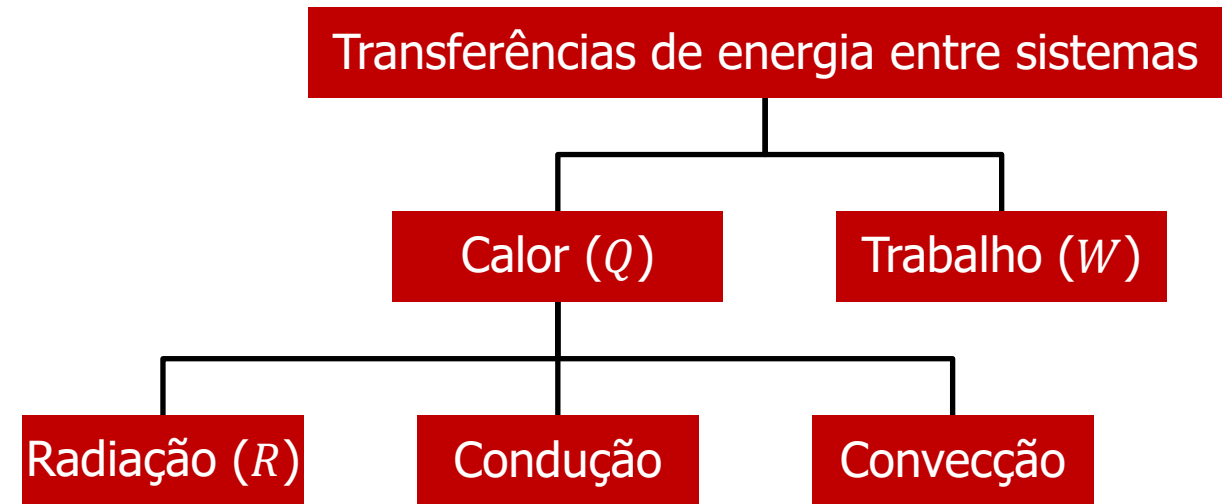 Transferências de energia entre sistemas
Calor (Q)
Trabalho (W)
Radiação (R)
Condução
Convecção